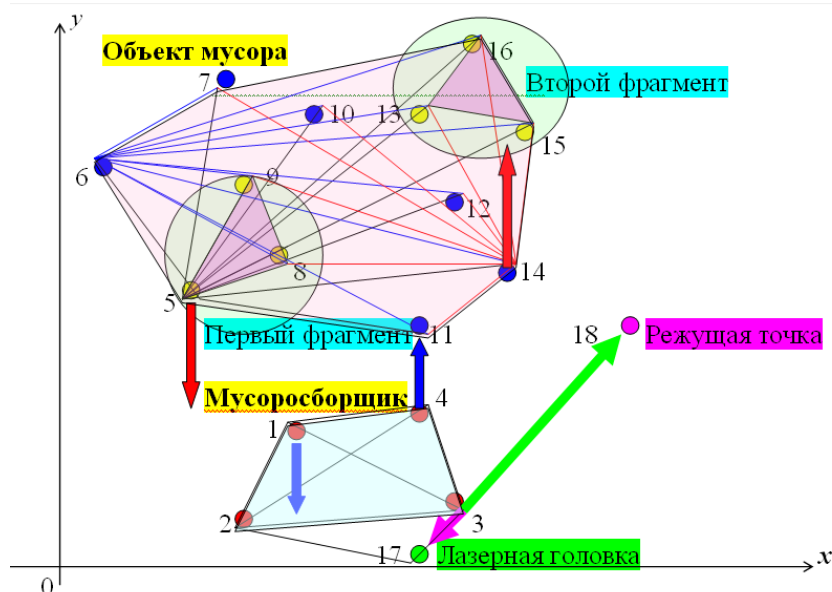 y
Объект мусора
16
7
Второй фрагмент
10
13
15
6
9
12
8
14
5
Первый фрагмент
11
18
Режущая точка
Мусоросборщик
4
1
2
3
17
Лазерная головка
x
0